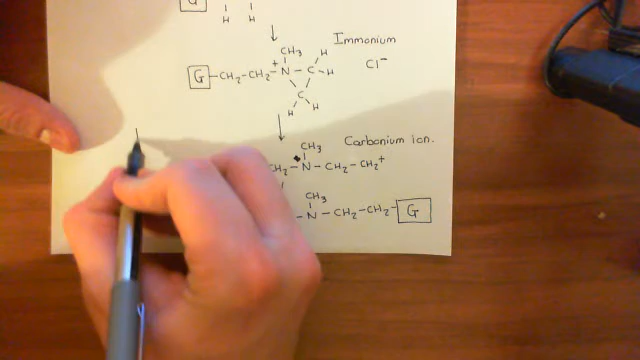 G
H H
CH₃ Immonium
H
G-CH₂-CH₂-N⁺-C-H Cl⁻
C
H H
CH₃ Carbonium ion.
CH₂-N-CH₂-CH₂⁺
CH₃
-N-CH₂-CH₂-G